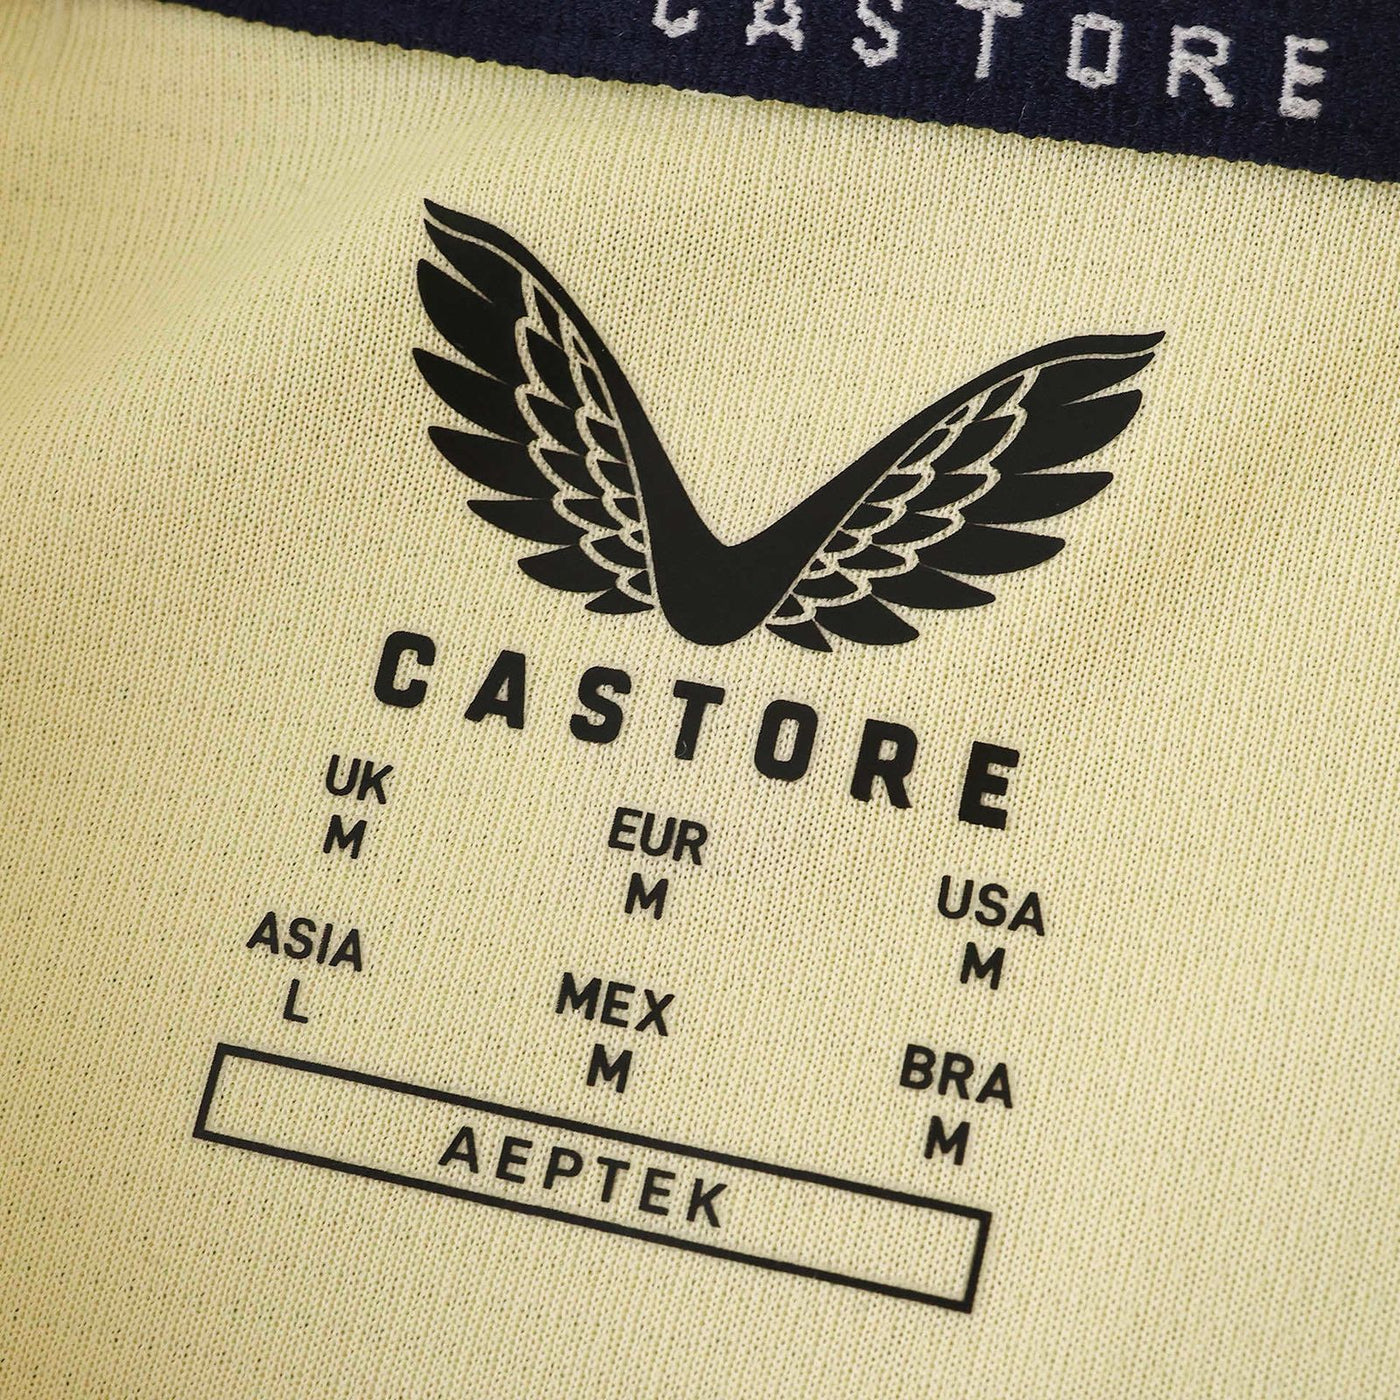 CASTORE
CASTORE
UK EUR USA
M M M
ASIA MEX BRA
L M M
AEPTEK